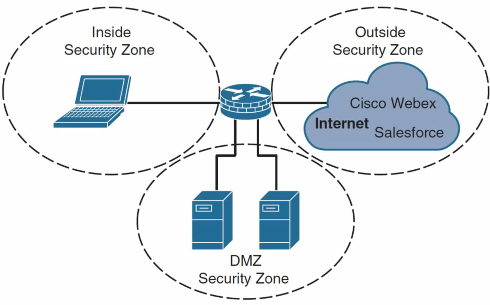 Inside
Security Zone
Outside
Security Zone
Cisco Webex
Internet
Salesforce
DMZ
Security Zone